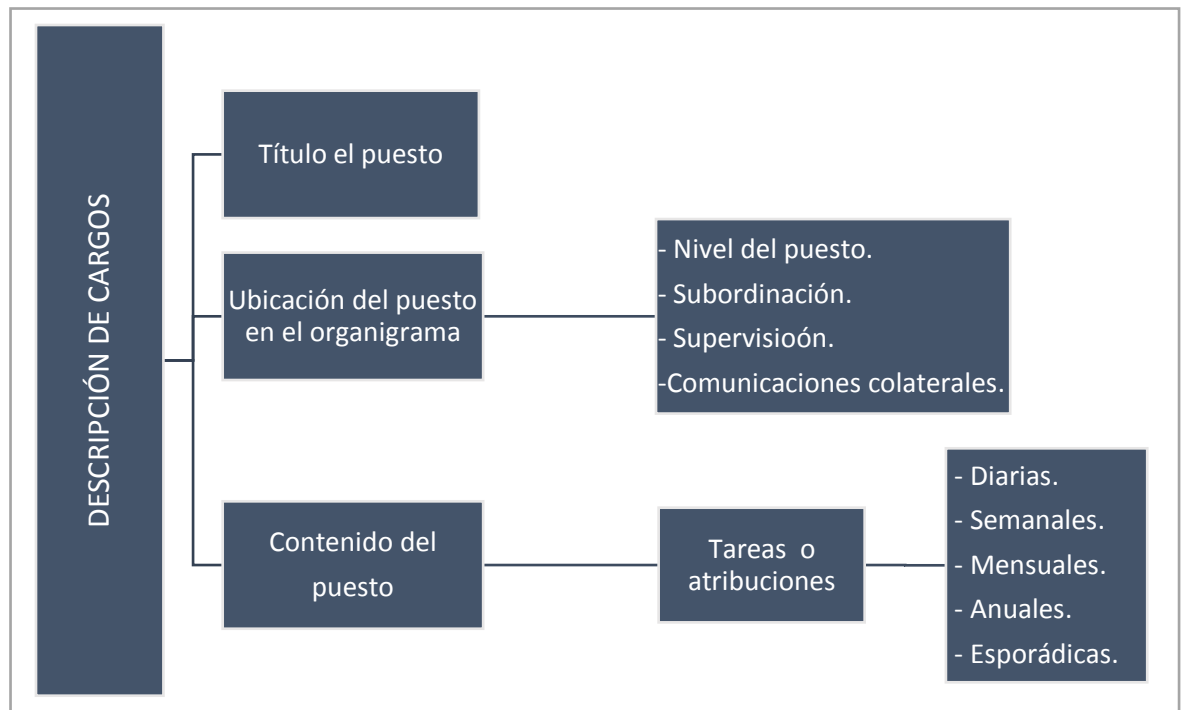 DESCRIPCIÓN DE CARGOS
Título el puesto
Ubicación del puesto
en el organigrama
- Nivel del puesto.
- Subordinación.
- Supervisioón.
-Comunicaciones colaterales.
Contenido del
puesto
Tareas o
atribuciones
- Diarias.
- Semanales.
- Mensuales.
- Anuales.
- Esporádicas.